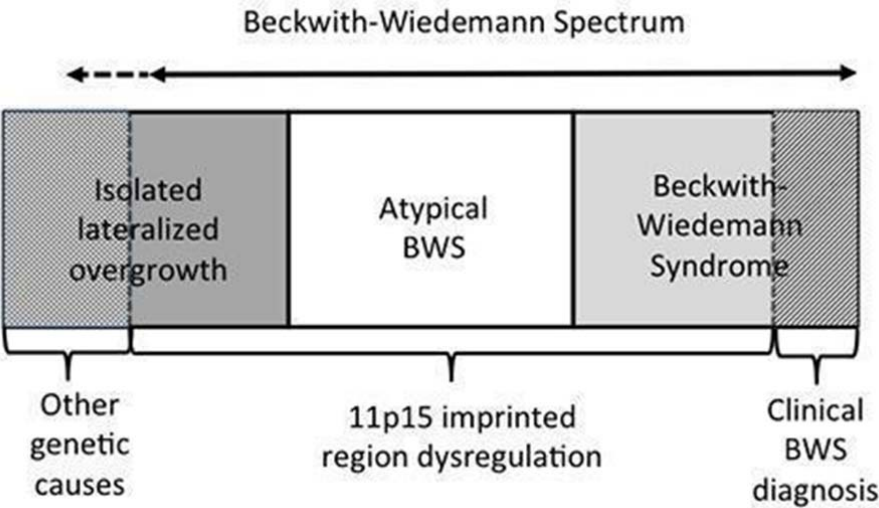 Beckwith-Wiedemann Spectrum
Isolated
lateralized
overgrowth
Atypical
BWS
Beckwith-
Wiedemann
Syndrome
Other
genetic
causes
11p15 imprinted
region dysregulation
Clinical
BWS
diagnosis